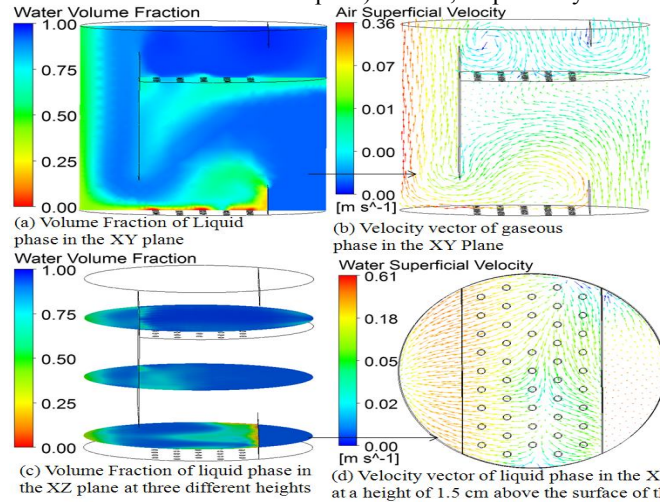 Water Volume Fraction
1.00
0.75
0.50
0.25
0.00
(a) Volume Fraction of Liquid
phase in the XY plane
Air Superficial Velocity
0.36
0.07
0.01
0.00
0.00
[m s^-1]
(b) Velocity vector of gaseous
phase in the XY Plane
Water Volume Fraction
1.00
0.75
0.50
0.25
0.00
(c) Volume Fraction of liquid phase in
the XZ plane at three different heights
Water Superficial Velocity
0.61
0.18
0.05
0.02
0.00
[m s^-1]
(d) Velocity vector of liquid phase in the X
at a height of 1.5 cm above the surface of t